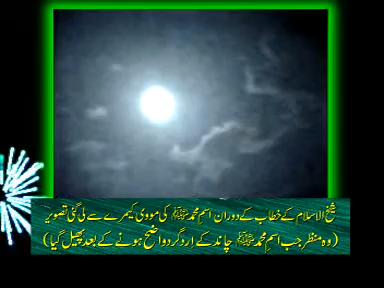 شیخ الاسلام کے خطاب کے دوران اسمِ محمد ﷺ کی مووی کیمرے سے لی گئی تصویر
(وہ منظر جب اسمِ محمد ﷺ چاند کے اردگرد واضح ہونے کے بعد پھیل گیا)